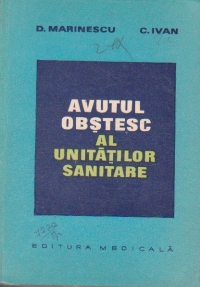 D. MARINESCU C. IVAN
AVUTUL
OBȘTESC
AL
UNITĂȚILOR
SANITARE
EDITURA MEDICALĂ